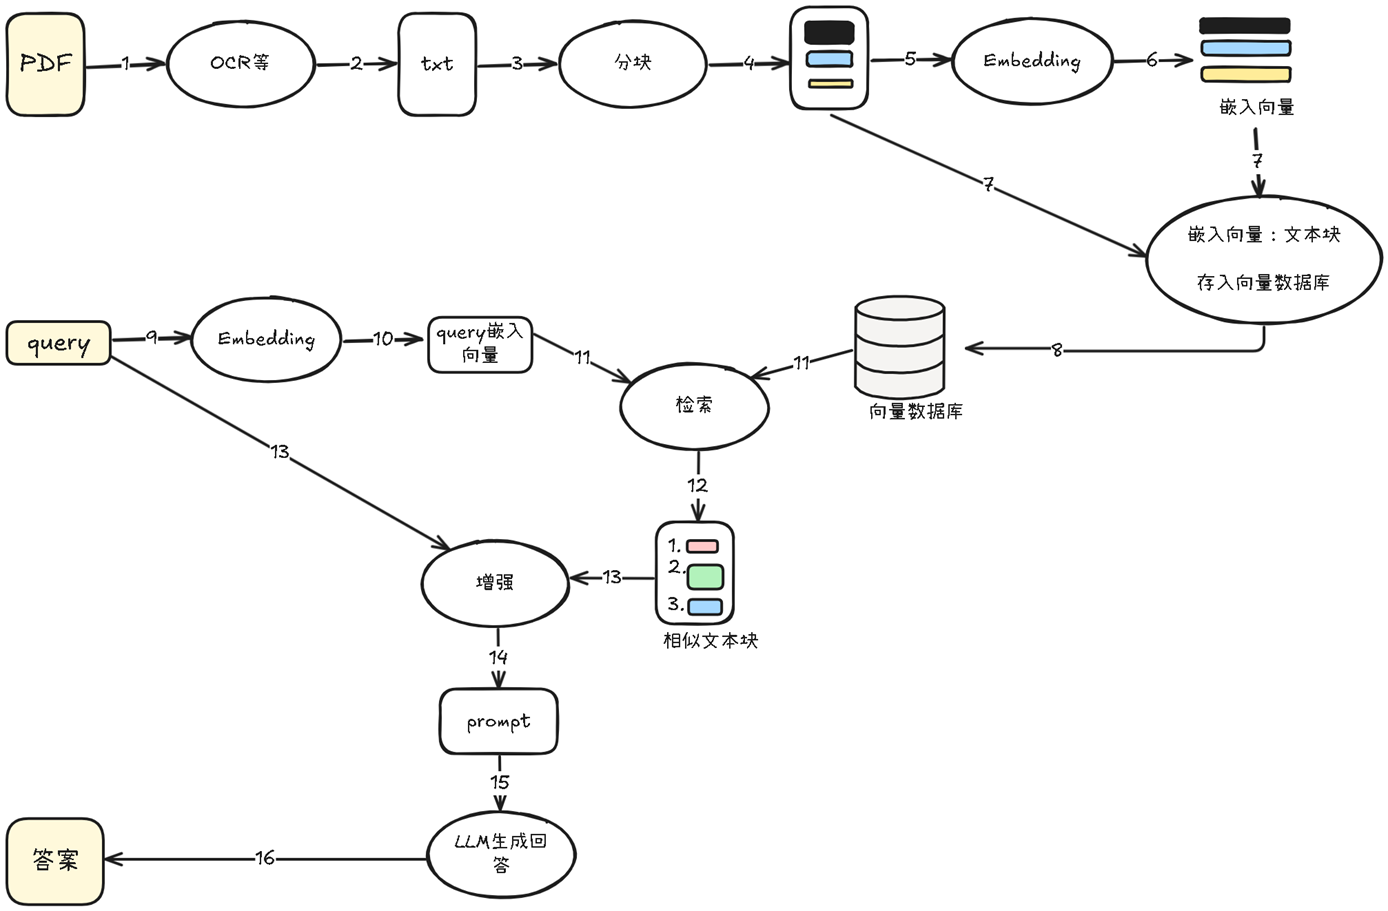 PDF
1
OCR等
2
txt
3
分块
4
5
Embedding
6
嵌入向量
7
7
嵌入向量：文本块
存入向量数据库
8
query
9
Embedding
10
query嵌入
向量
11
11
检索
向量数据库
12
13
1.
2.
3.
相似文本块
13
增强
14
prompt
15
LLM生成回
答
16
答案